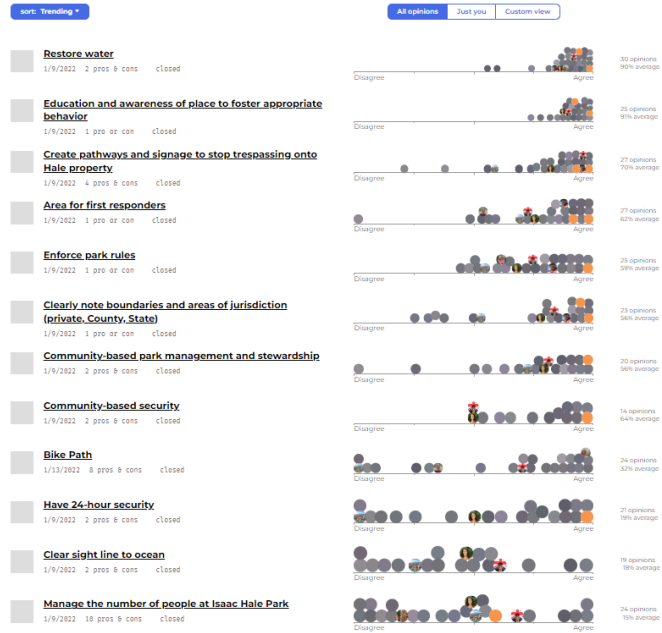 sort: Trending
All opinions Just you Custom view
Restore water
1/9/2022 2 pros & cons closed
Disagree Agree
30 opinions
90% average
Education and awareness of place to foster appropriate
behavior
1/9/2022 1 pro or con closed
Disagree Agree
25 opinions
91% average
Create pathways and signage to stop trespassing onto
Hale property
1/9/2022 4 pros & cons closed
Disagree Agree
27 opinions
70% average
Area for first responders
1/9/2022 1 pro or con closed
Disagree Agree
27 opinions
62% average
Enforce park rules
1/9/2022 1 pro or con closed
Disagree Agree
25 opinions
59% average
Clearly note boundaries and areas of jurisdiction
(private, County, State)
1/9/2022 1 pro or con closed
Disagree Agree
23 opinions
56% average
Community-based park management and stewardship
1/9/2022 2 pros & cons closed
Disagree Agree
20 opinions
56% average
Community-based security
1/9/2022 2 pros & cons closed
Disagree Agree
14 opinions
64% average
Bike Path
1/13/2022 8 pros & cons closed
Disagree Agree
24 opinions
32% average
Have 24-hour security
1/9/2022 2 pros & cons closed
Disagree Agree
21 opinions
19% average
Clear sight line to ocean
1/9/2022 2 pros & cons closed
Disagree Agree
19 opinions
18% average
Manage the number of people at Isaac Hale Park
1/9/2022 10 pros & cons closed
Disagree Agree
24 opinions
15% average